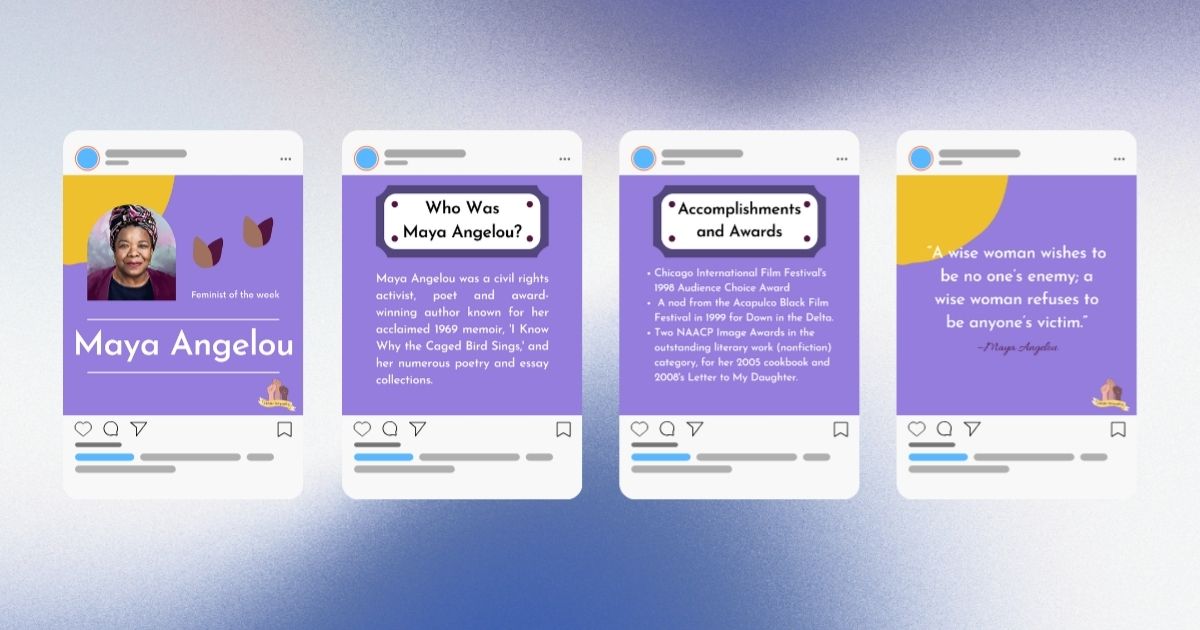 Feminist of the week
Maya Angelou
Who Was
Maya Angelou?
Maya Angelou was a civil rights
activist, poet and award-
winning author known for her
acclaimed 1969 memoir, 'I Know
Why the Caged Bird Sings,' and
her numerous poetry and essay
collections.
Accomplishments
and Awards
• Chicago International Film Festival's
1998 Audience Choice Award
• A nod from the Acapulco Black Film
Festival in 1999 for Down in the Delta.
• Two NAACP Image Awards in the
outstanding literary work (nonfiction)
category, for her 2005 cookbook and
2008's Letter to My Daughter.
“A wise woman wishes to
be no one’s enemy; a
wise woman refuses to
be anyone’s victim.”
—Maya Angelou